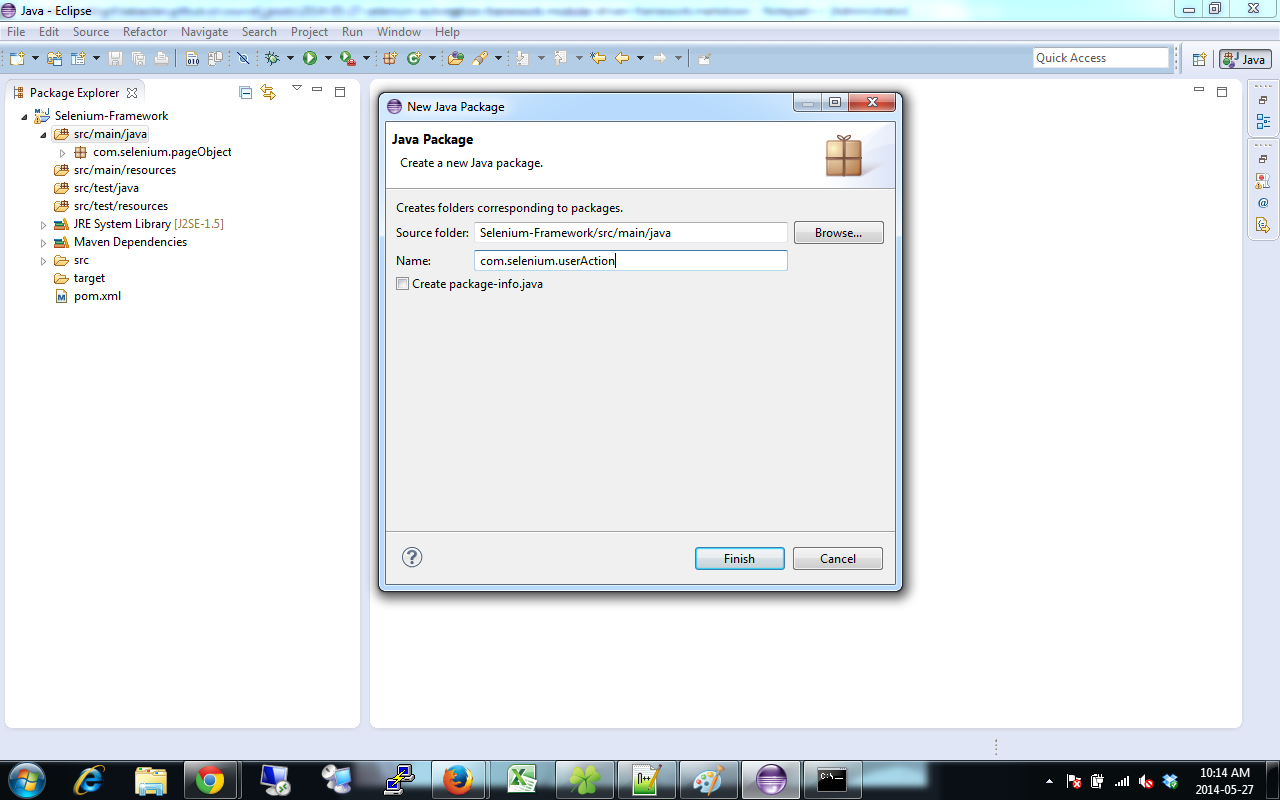 Java - Eclipse
File Edit Source Refactor Navigate Search Project Run Window Help
Quick Access
Java
Package Explorer
Selenium-Framework
src/main/java
com.selenium.pageObject
src/main/resources
src/test/java
src/test/resources
JRE System Library [J2SE-1.5]
Maven Dependencies
src
target
pom.xml
New Java Package
Java Package
Create a new Java package.
Creates folders corresponding to packages.
Source folder: Selenium-Framework/src/main/java Browse...
Name: com.selenium.userAction
Create package-info.java
Finish Cancel
10:14 AM
2014-05-27